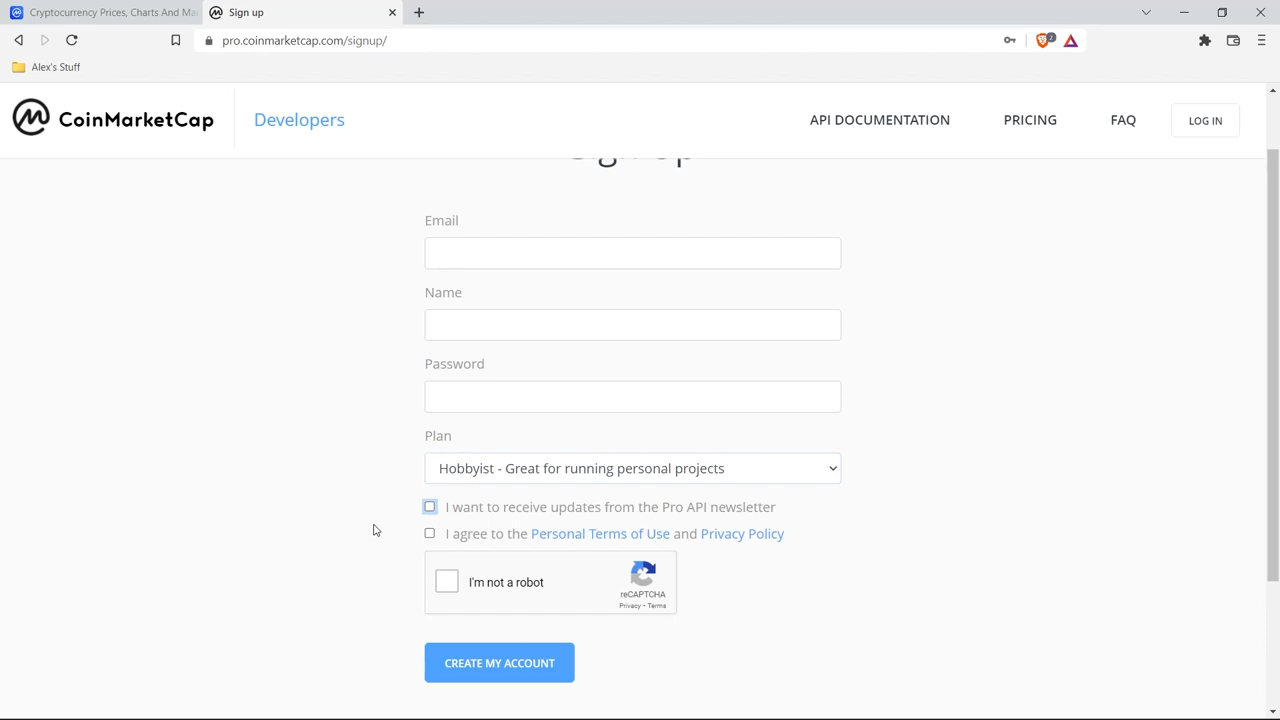 Cryptocurrency Prices, Charts And Ma
Sign up
pro.coinmarketcap.com/signup/
2
Alex's Stuff
CoinMarketCap
Developers
API DOCUMENTATION
PRICING
FAQ
LOG IN
Sign Up
Email
Name
Password
Plan
Hobbyist - Great for running personal projects
I want to receive updates from the Pro API newsletter
I agree to the Personal Terms of Use and Privacy Policy
I'm not a robot
reCAPTCHA
Privacy - Terms
CREATE MY ACCOUNT